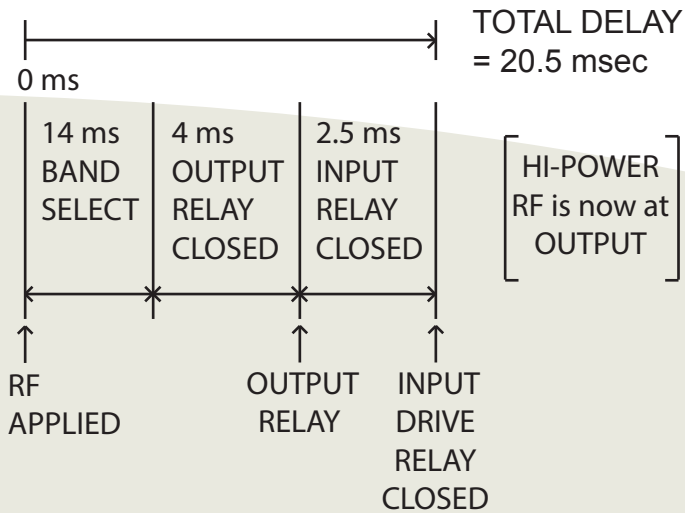 TOTAL DELAY
= 20.5 msec
0 ms
14 ms
BAND
SELECT
4 ms
OUTPUT
RELAY
CLOSED
2.5 ms
INPUT
RELAY
CLOSED
HI-POWER
RF is now at
OUTPUT
RF
APPLIED
OUTPUT
RELAY
INPUT
DRIVE
RELAY
CLOSED